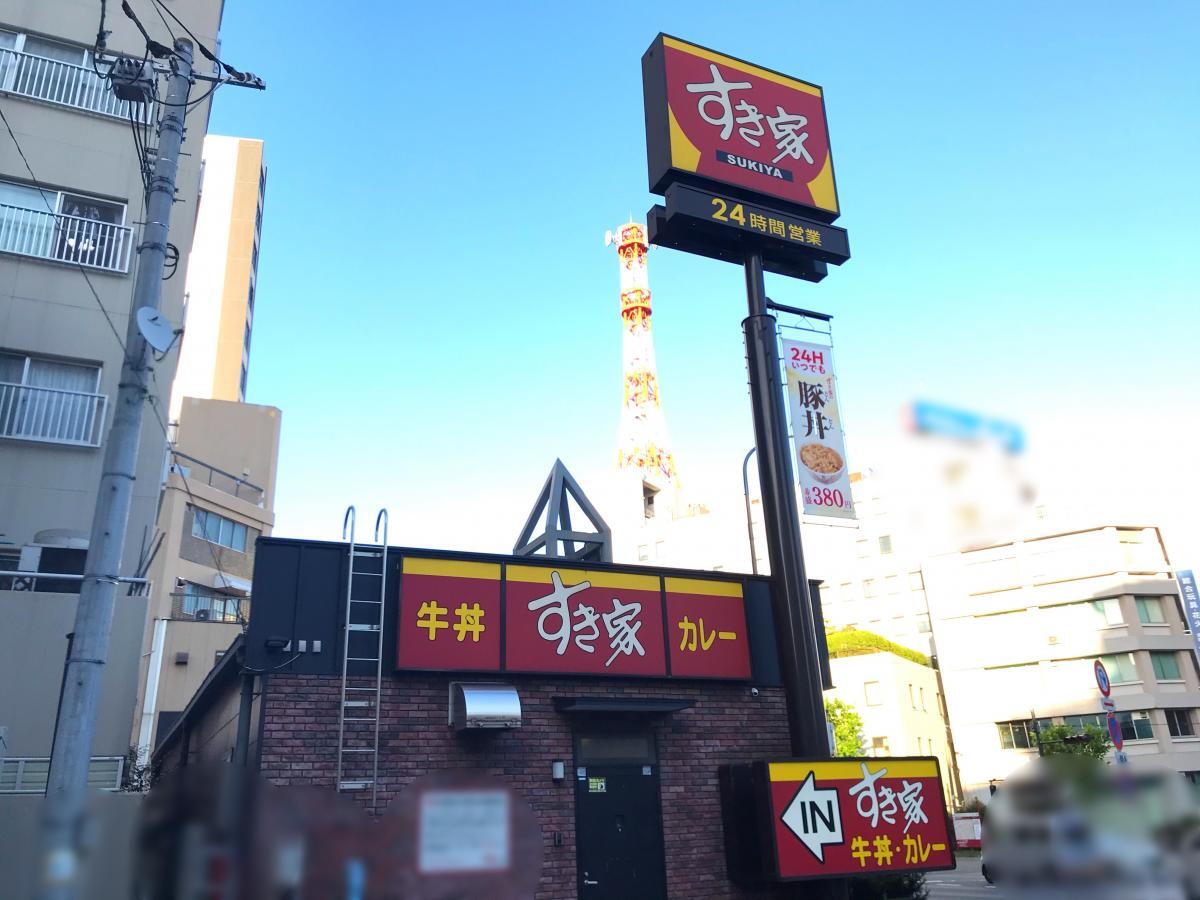 すき家
SUKIYA
24時間営業
24H
いつでも
豚丼
並盛380円
牛丼
すき家
カレー
IN
すき家
牛丼・カレー